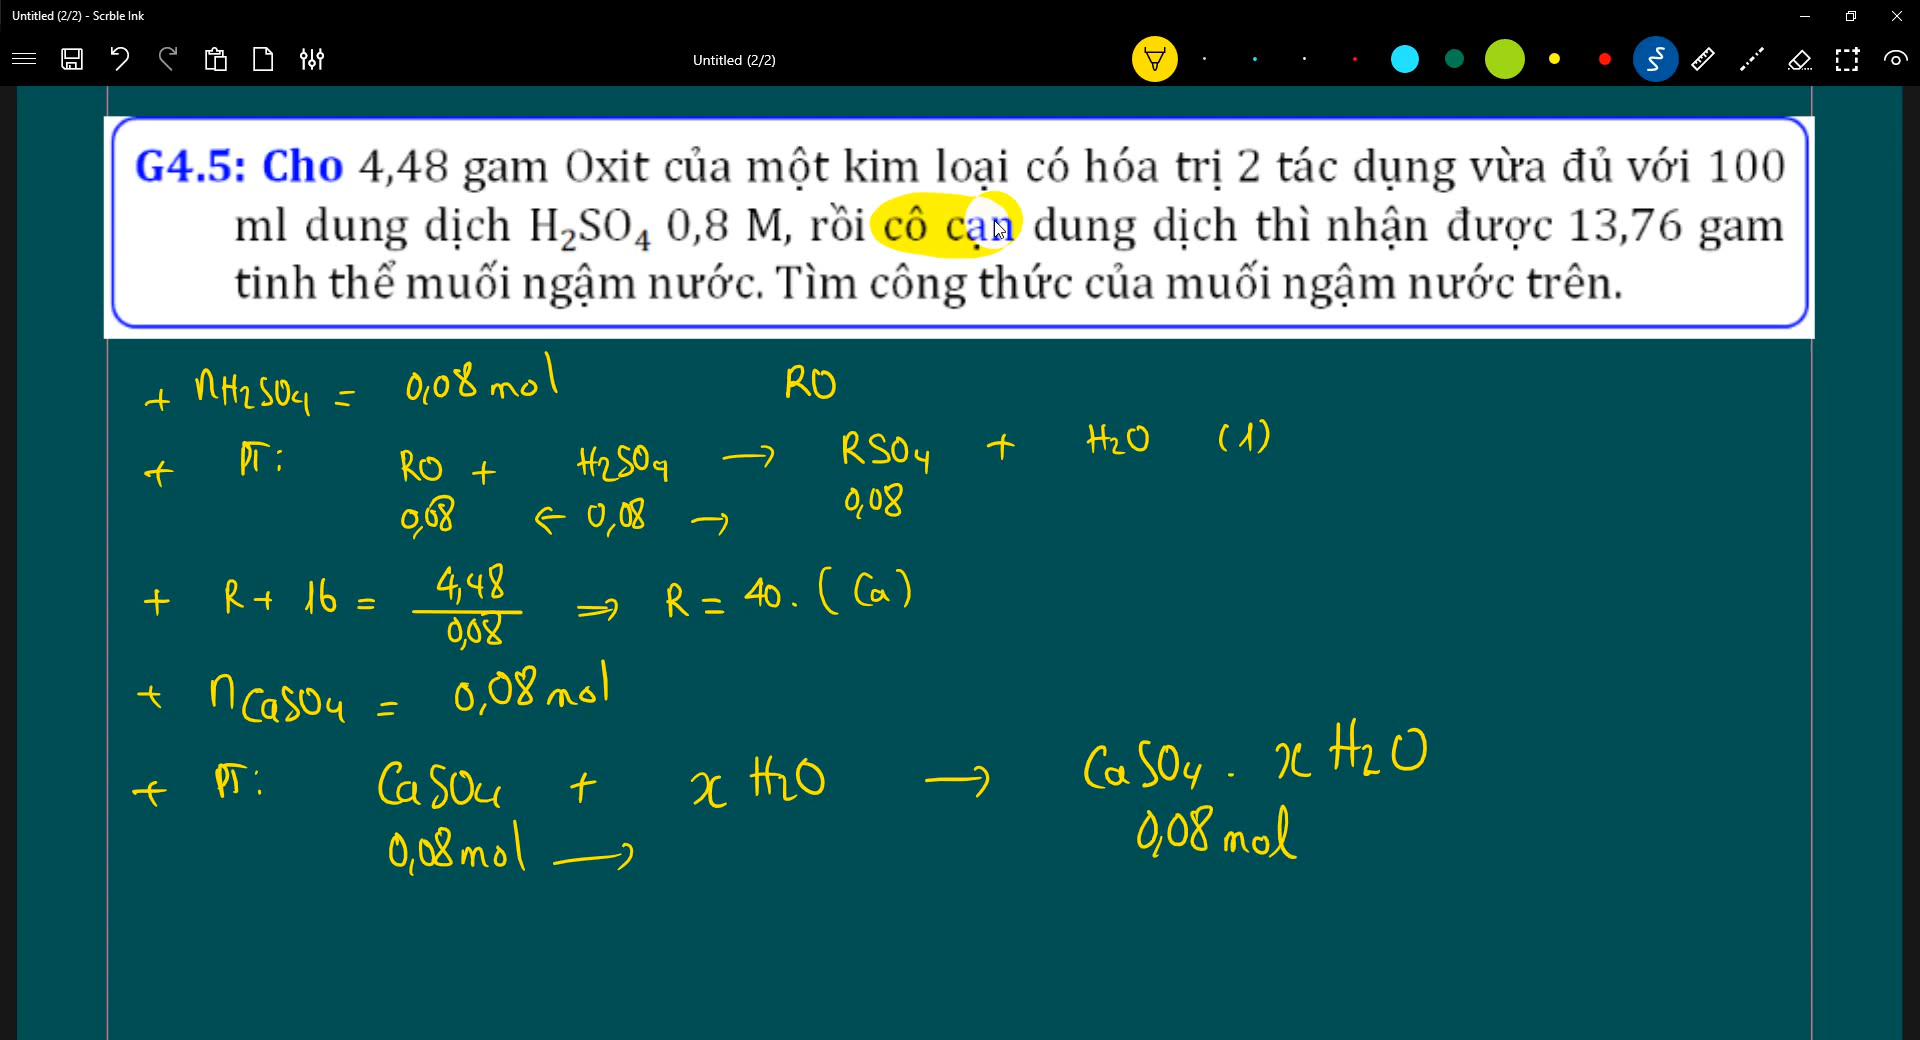 Untitled (2/2) - Scrble Ink
Untitled (2/2)
G4.5: Cho 4,48 gam Oxit của một kim loại có hóa trị 2 tác dụng vừa đủ với 100
ml dung dịch H₂SO₄ 0,8 M, rồi cô cạn dung dịch thì nhận được 13,76 gam
tinh thể muối ngậm nước. Tìm công thức của muối ngậm nước trên.
+ nH₂SO₄ = 0,08 mol RO
+ PT: RO + H₂SO₄ → RSO₄ + H₂O (1)
0,08 ← 0,08 → 0,08
+ R + 16 = 4,48/0,08 ⇒ R = 40. (Ca)
+ nCaSO₄ = 0,08 mol
+ PT: CaSO₄ + x H₂O → CaSO₄ . x H₂O
0,08 mol → 0,08 mol